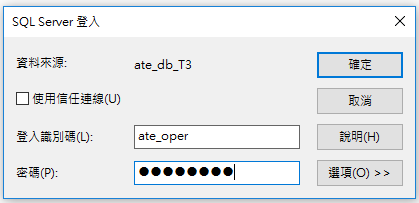 SQL Server 登入
資料來源: ate_db_T3 確定
使用信任連線(U) 取消
登入識別碼(L): ate_oper 說明(H)
密碼(P): ●●●●●●●● 選項(O) >>